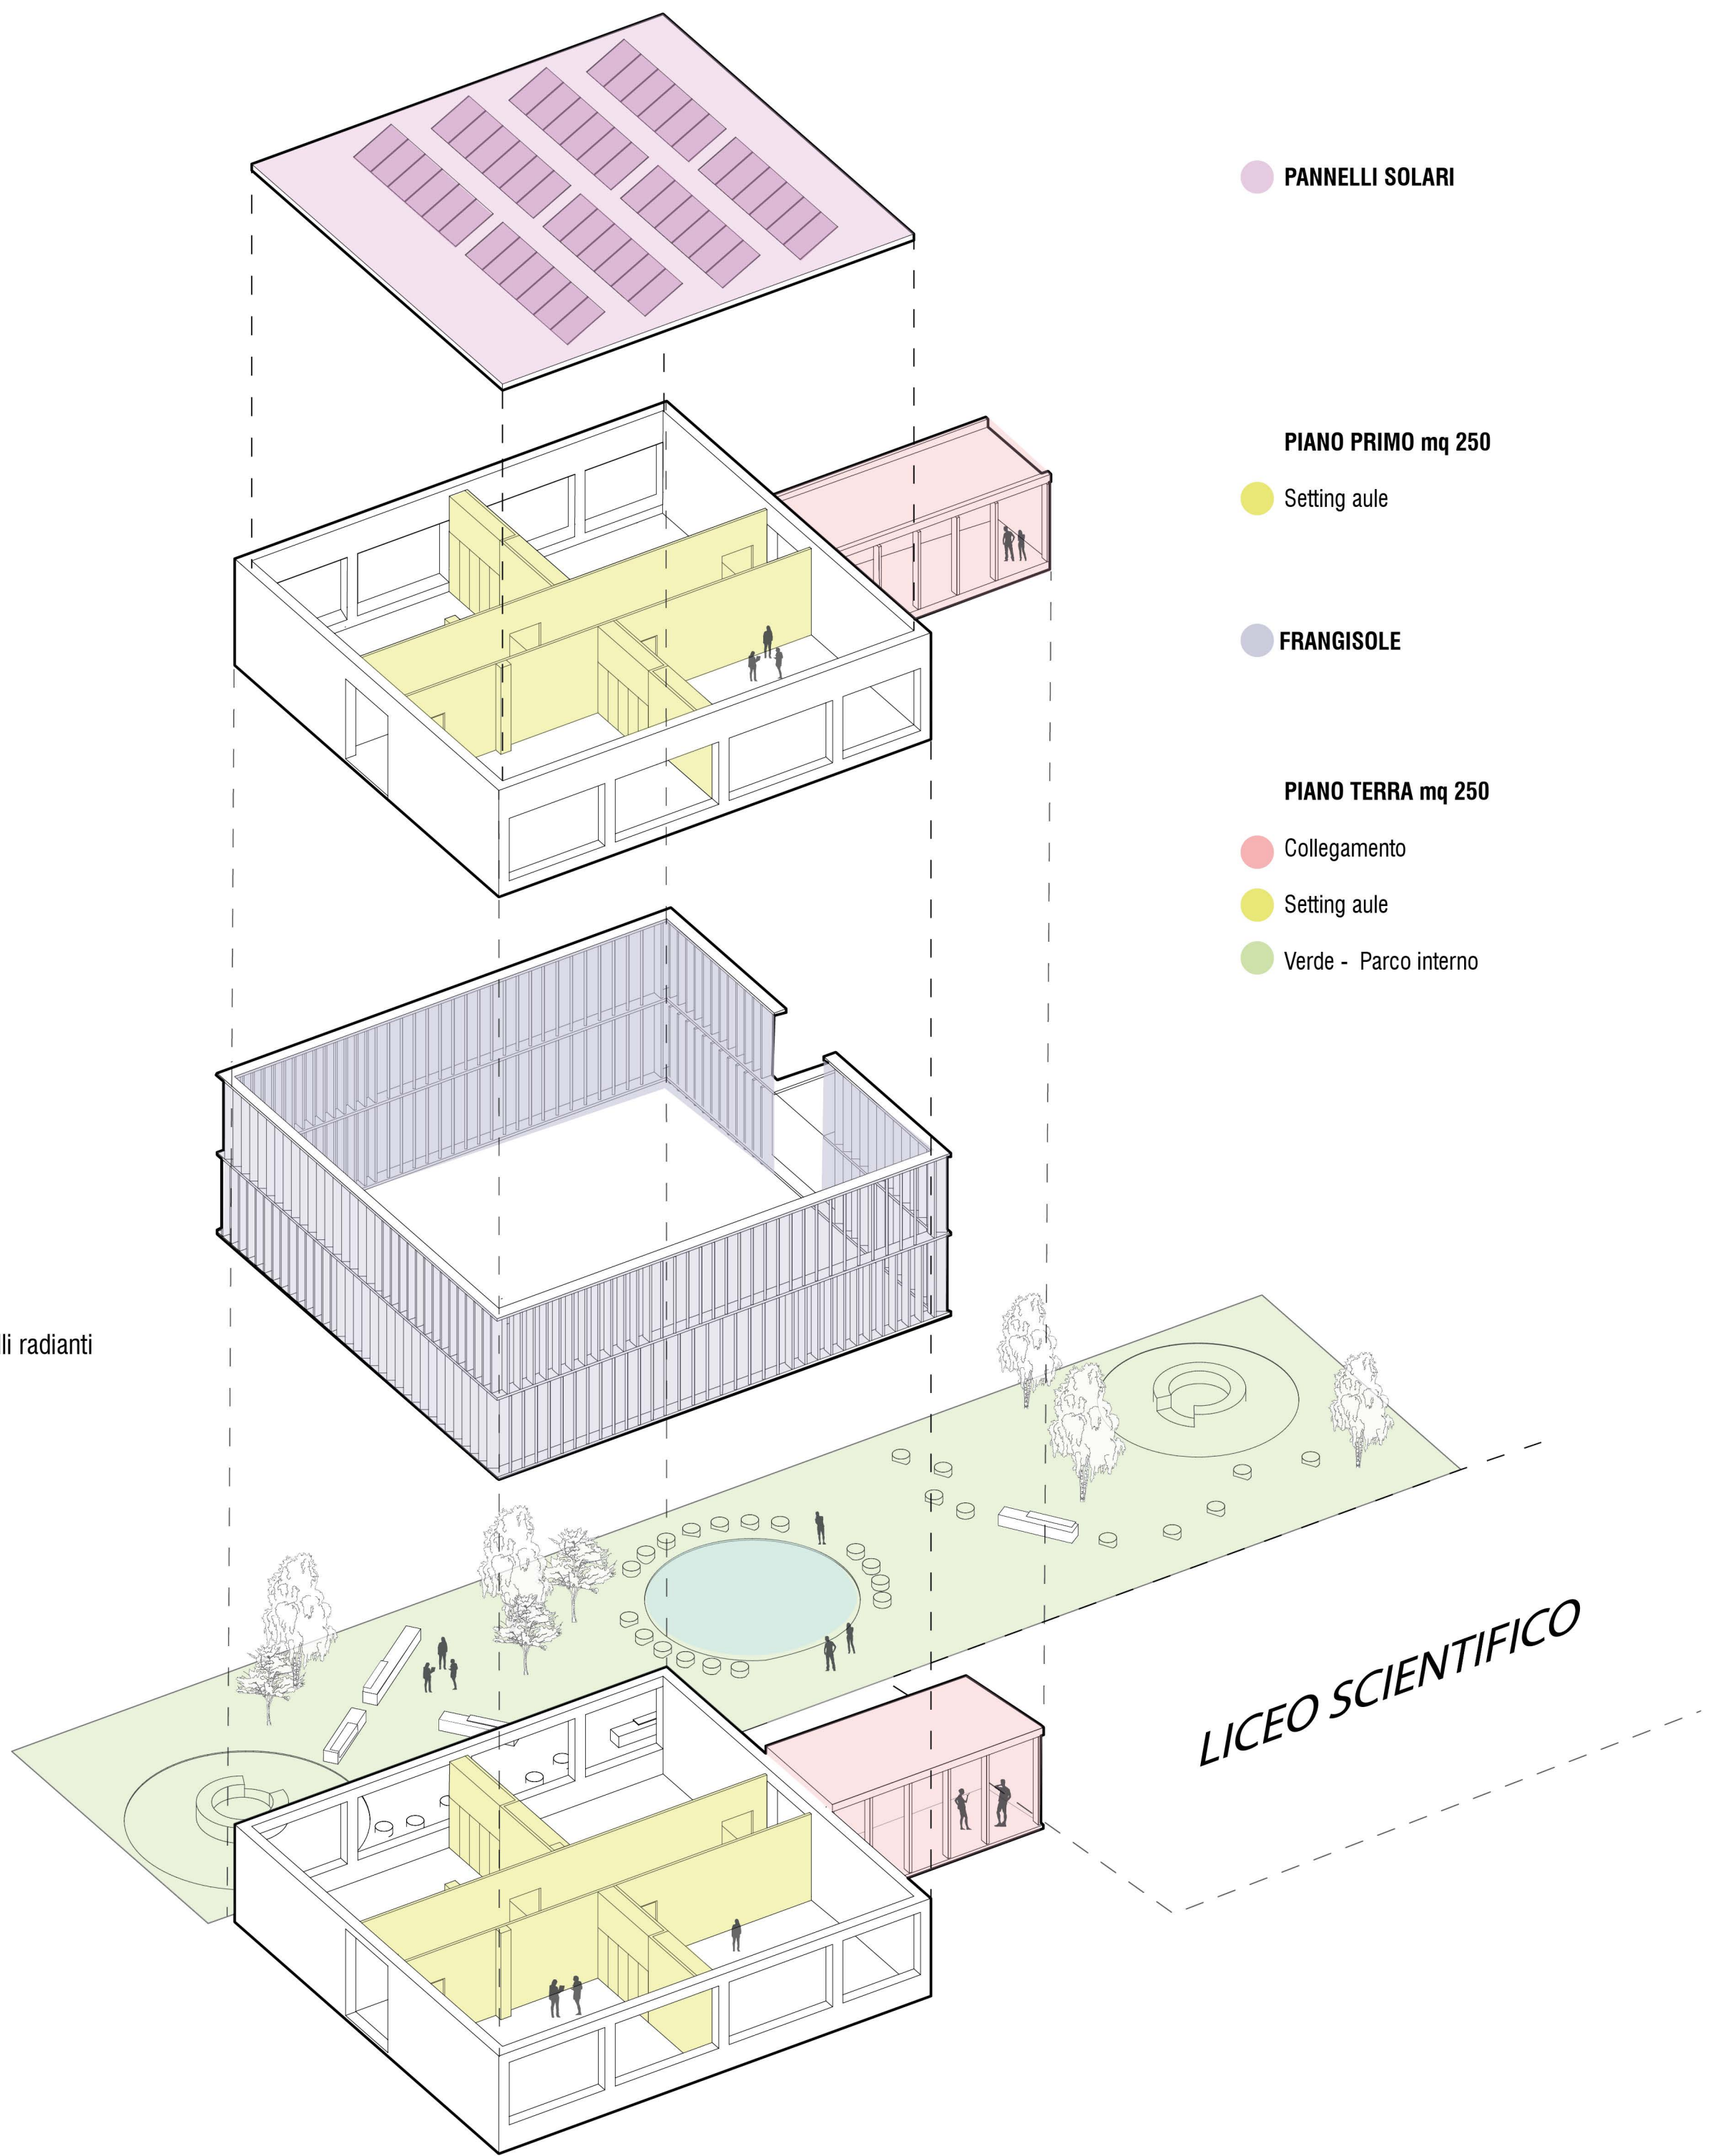 PANNELLI SOLARI
PIANO PRIMO mq 250
Setting aule
FRANGISOLE
PIANO TERRA mq 250
Collegamento
Setting aule
Verde - Parco interno
li radianti
LICEO SCIENTIFICO